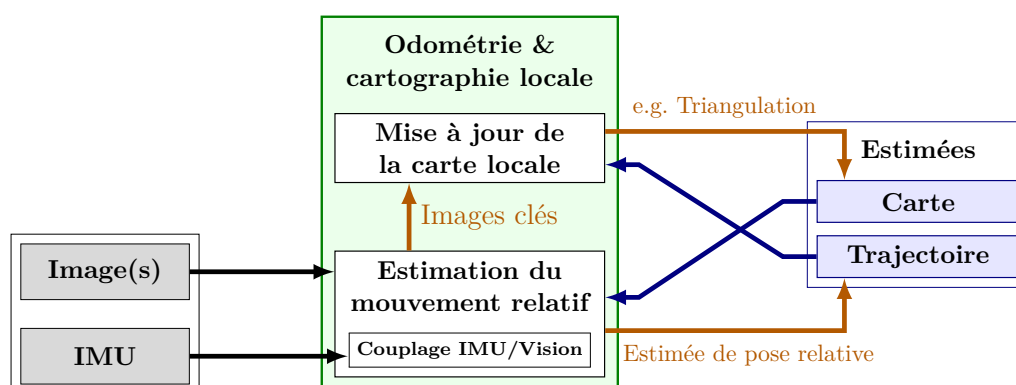 Odométrie &
cartographie locale
e.g. Triangulation
Mise à jour de
la carte locale
Estimées
Carte
Images clés
Trajectoire
Image(s)
Estimation du
mouvement relatif
IMU
Couplage IMU/Vision
Estimée de pose relative